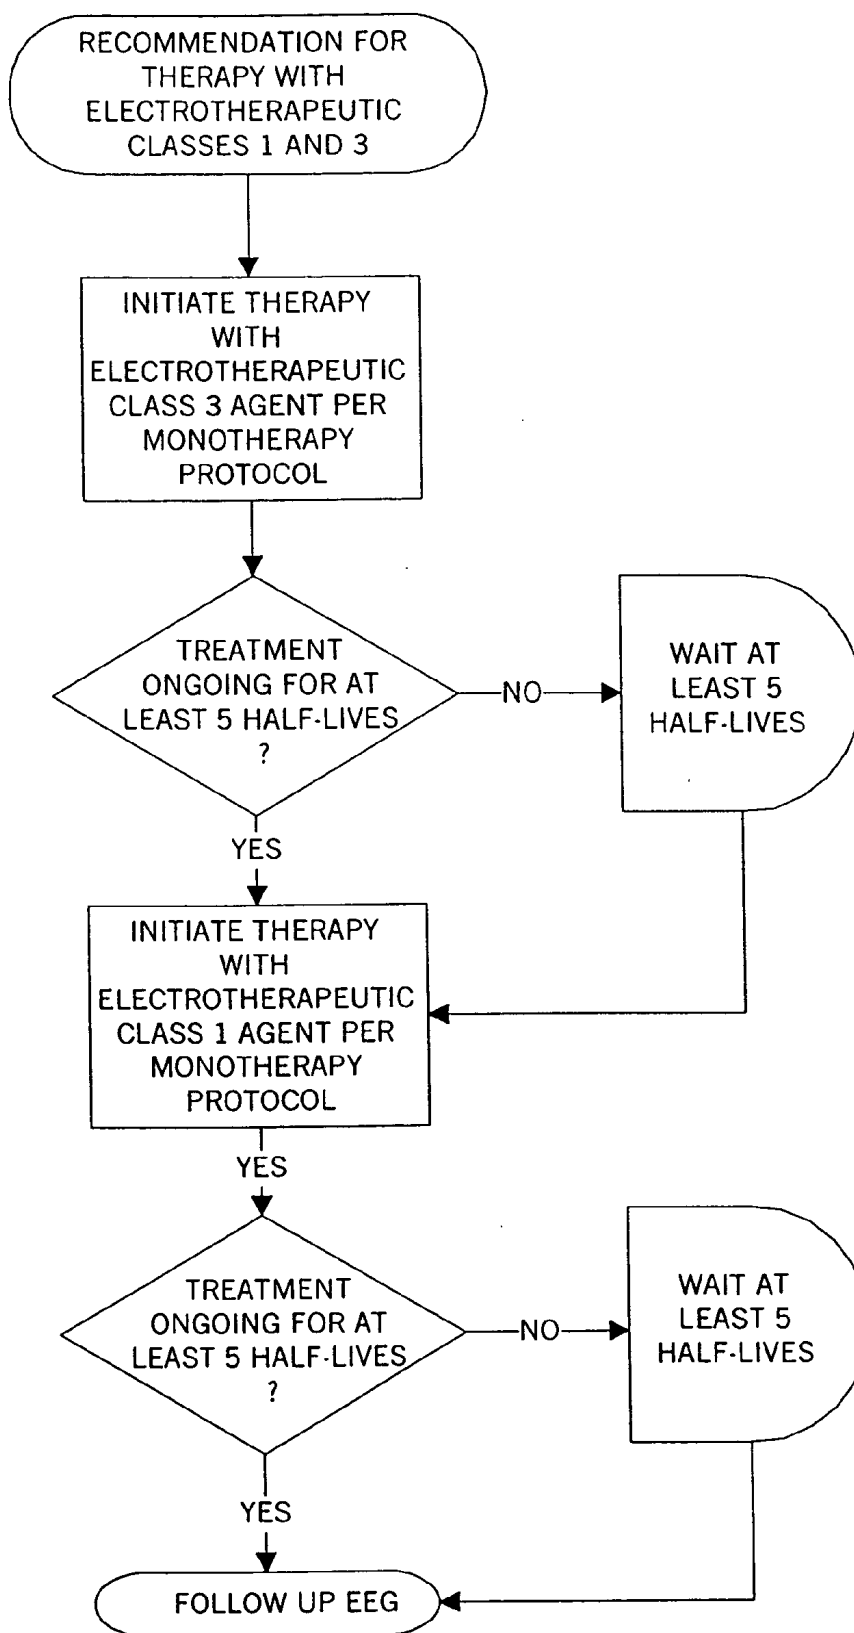 RECOMMENDATION FOR
THERAPY WITH
ELECTROTHERAPEUTIC
CLASSES 1 AND 3
INITIATE THERAPY
WITH
ELECTROTHERAPEUTIC
CLASS 3 AGENT PER
MONOTHERAPY
PROTOCOL
TREATMENT
ONGOING FOR AT
LEAST 5 HALF-LIVES
?
NO
WAIT AT
LEAST 5
HALF-LIVES
YES
INITIATE THERAPY
WITH
ELECTROTHERAPEUTIC
CLASS 1 AGENT PER
MONOTHERAPY
PROTOCOL
YES
TREATMENT
ONGOING FOR AT
LEAST 5 HALF-LIVES
?
NO
WAIT AT
LEAST 5
HALF-LIVES
YES
FOLLOW UP EEG